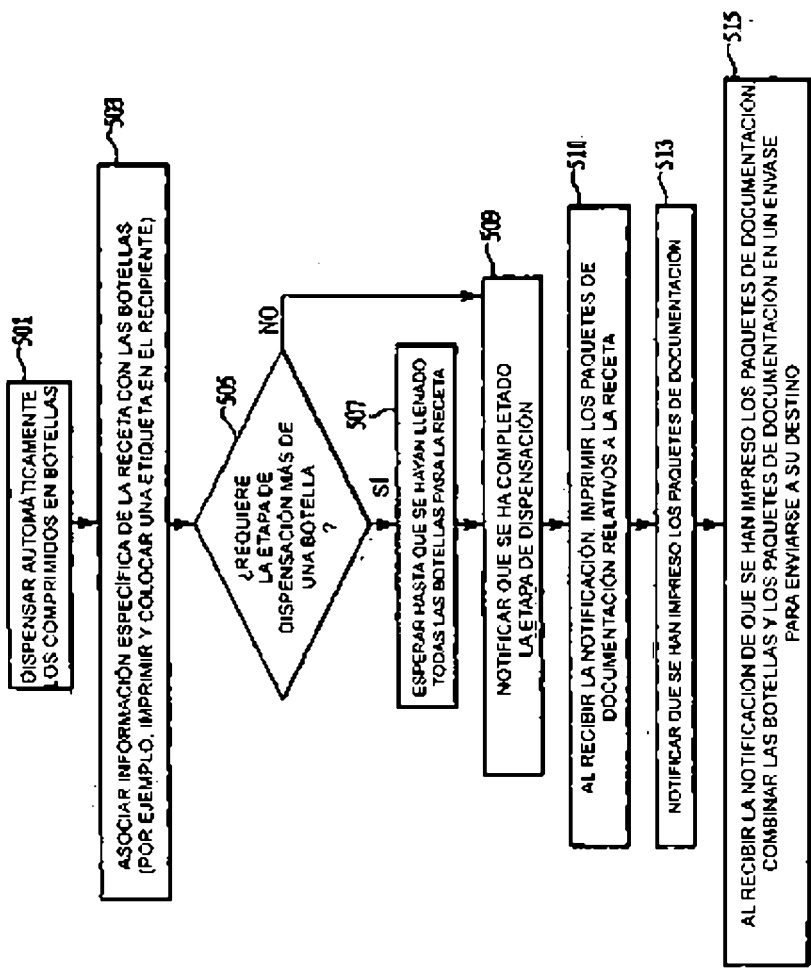 501
DISPENSAR AUTOMÁTICAMENTE
LOS COMPRIMIDOS EN BOTELLAS
503
ASOCIAR INFORMACIÓN ESPECÍFICA DE LA RECETA CON LAS BOTELLAS
(POR EJEMPLO, IMPRIMIR Y COLOCAR UNA ETIQUETA EN EL RECIPIENTE)
505
¿REQUIERE
LA ETAPA DE
DISPENSACIÓN MÁS DE
UNA BOTELLA
?
NO
SÍ
507
ESPERAR HASTA QUE SE HAYAN LLENADO
TODAS LAS BOTELLAS PARA LA RECETA
509
NOTIFICAR QUE SE HA COMPLETADO
LA ETAPA DE DISPENSACIÓN
511
AL RECIBIR LA NOTIFICACIÓN, IMPRIMIR LOS PAQUETES DE
DOCUMENTACIÓN RELATIVOS A LA RECETA
513
NOTIFICAR QUE SE HAN IMPRESO LOS PAQUETES DE DOCUMENTACIÓN
515
AL RECIBIR LA NOTIFICACIÓN DE QUE SE HAN IMPRESO LOS PAQUETES DE DOCUMENTACIÓN,
COMBINAR LAS BOTELLAS Y LOS PAQUETES DE DOCUMENTACIÓN EN UN ENVASE
PARA ENVIARSE A SU DESTINO